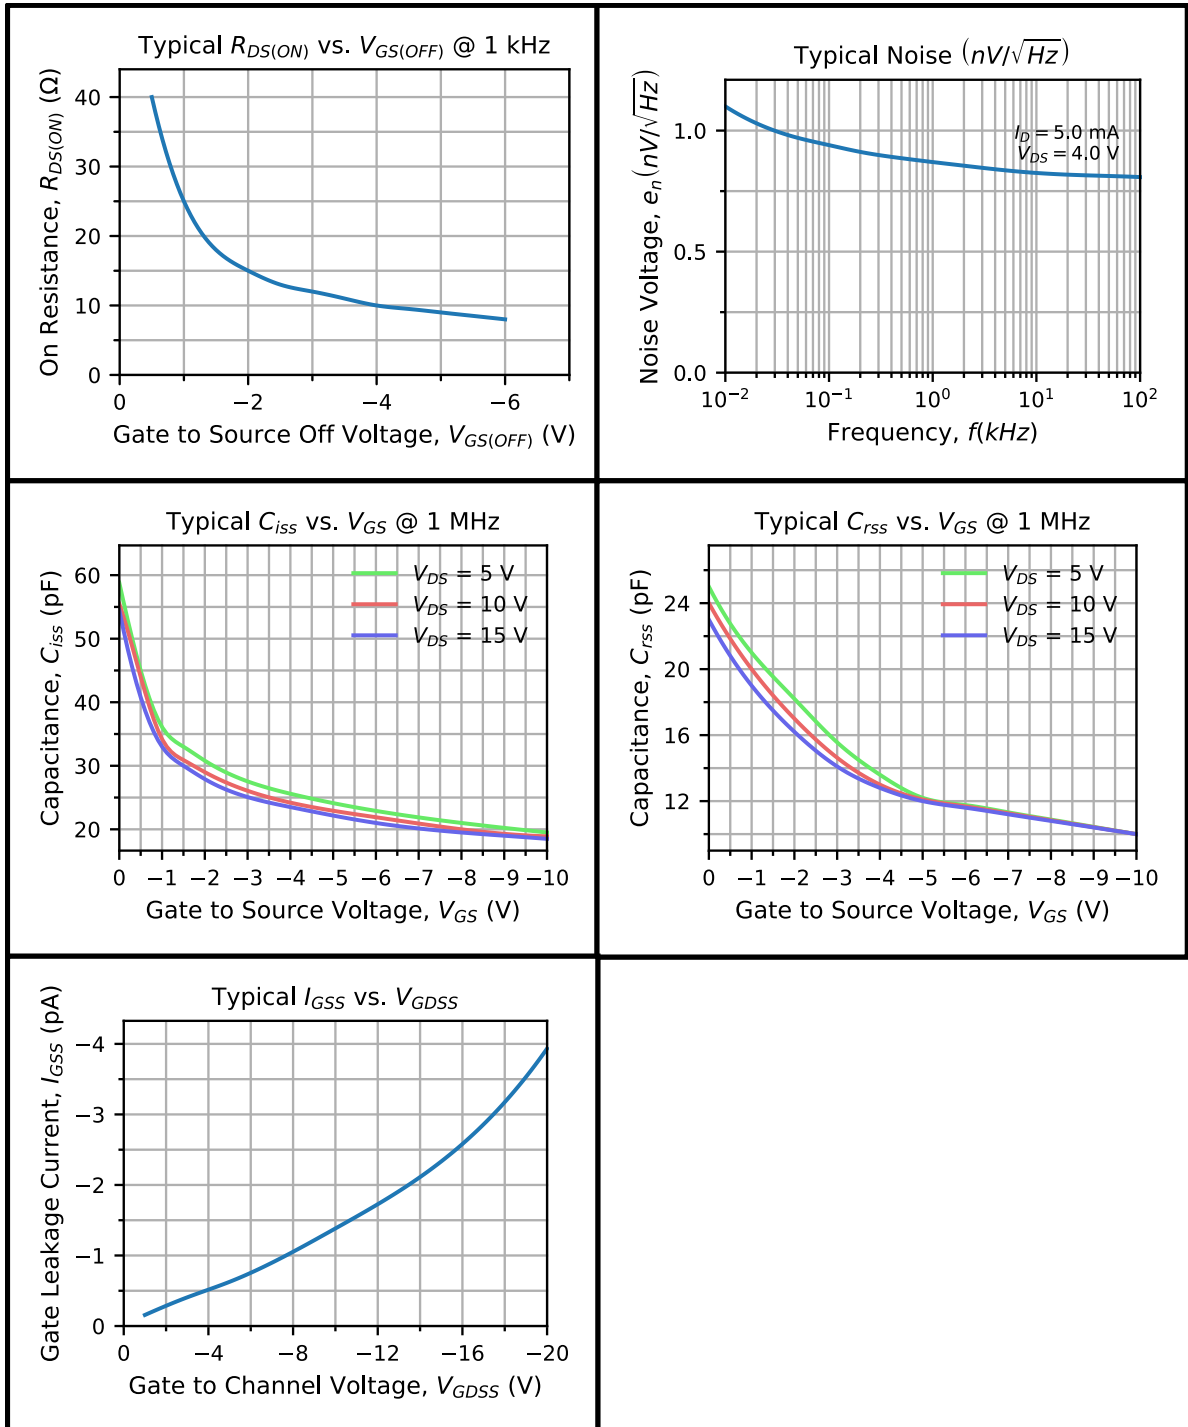 Typical R_DS(ON) vs. V_GS(OFF) @ 1 kHz
On Resistance, R_DS(ON) (Ω)
40
30
20
10
0
0 −2 −4 −6
Gate to Source Off Voltage, V_GS(OFF) (V)
Typical Noise (nV/√Hz)
Noise Voltage, e_n (nV/√Hz)
1.0
0.5
0.0
I_D = 5.0 mA
V_DS = 4.0 V
10⁻² 10⁻¹ 10⁰ 10¹ 10²
Frequency, f(kHz)
Typical C_iss vs. V_GS @ 1 MHz
Capacitance, C_iss (pF)
60
50
40
30
20
V_DS = 5 V
V_DS = 10 V
V_DS = 15 V
0 −1 −2 −3 −4 −5 −6 −7 −8 −9 −10
Gate to Source Voltage, V_GS (V)
Typical C_rss vs. V_GS @ 1 MHz
Capacitance, C_rss (pF)
24
20
16
12
V_DS = 5 V
V_DS = 10 V
V_DS = 15 V
0 −1 −2 −3 −4 −5 −6 −7 −8 −9 −10
Gate to Source Voltage, V_GS (V)
Typical I_GSS vs. V_GDSS
Gate Leakage Current, I_GSS (pA)
−4
−3
−2
−1
0
0 −4 −8 −12 −16 −20
Gate to Channel Voltage, V_GDSS (V)